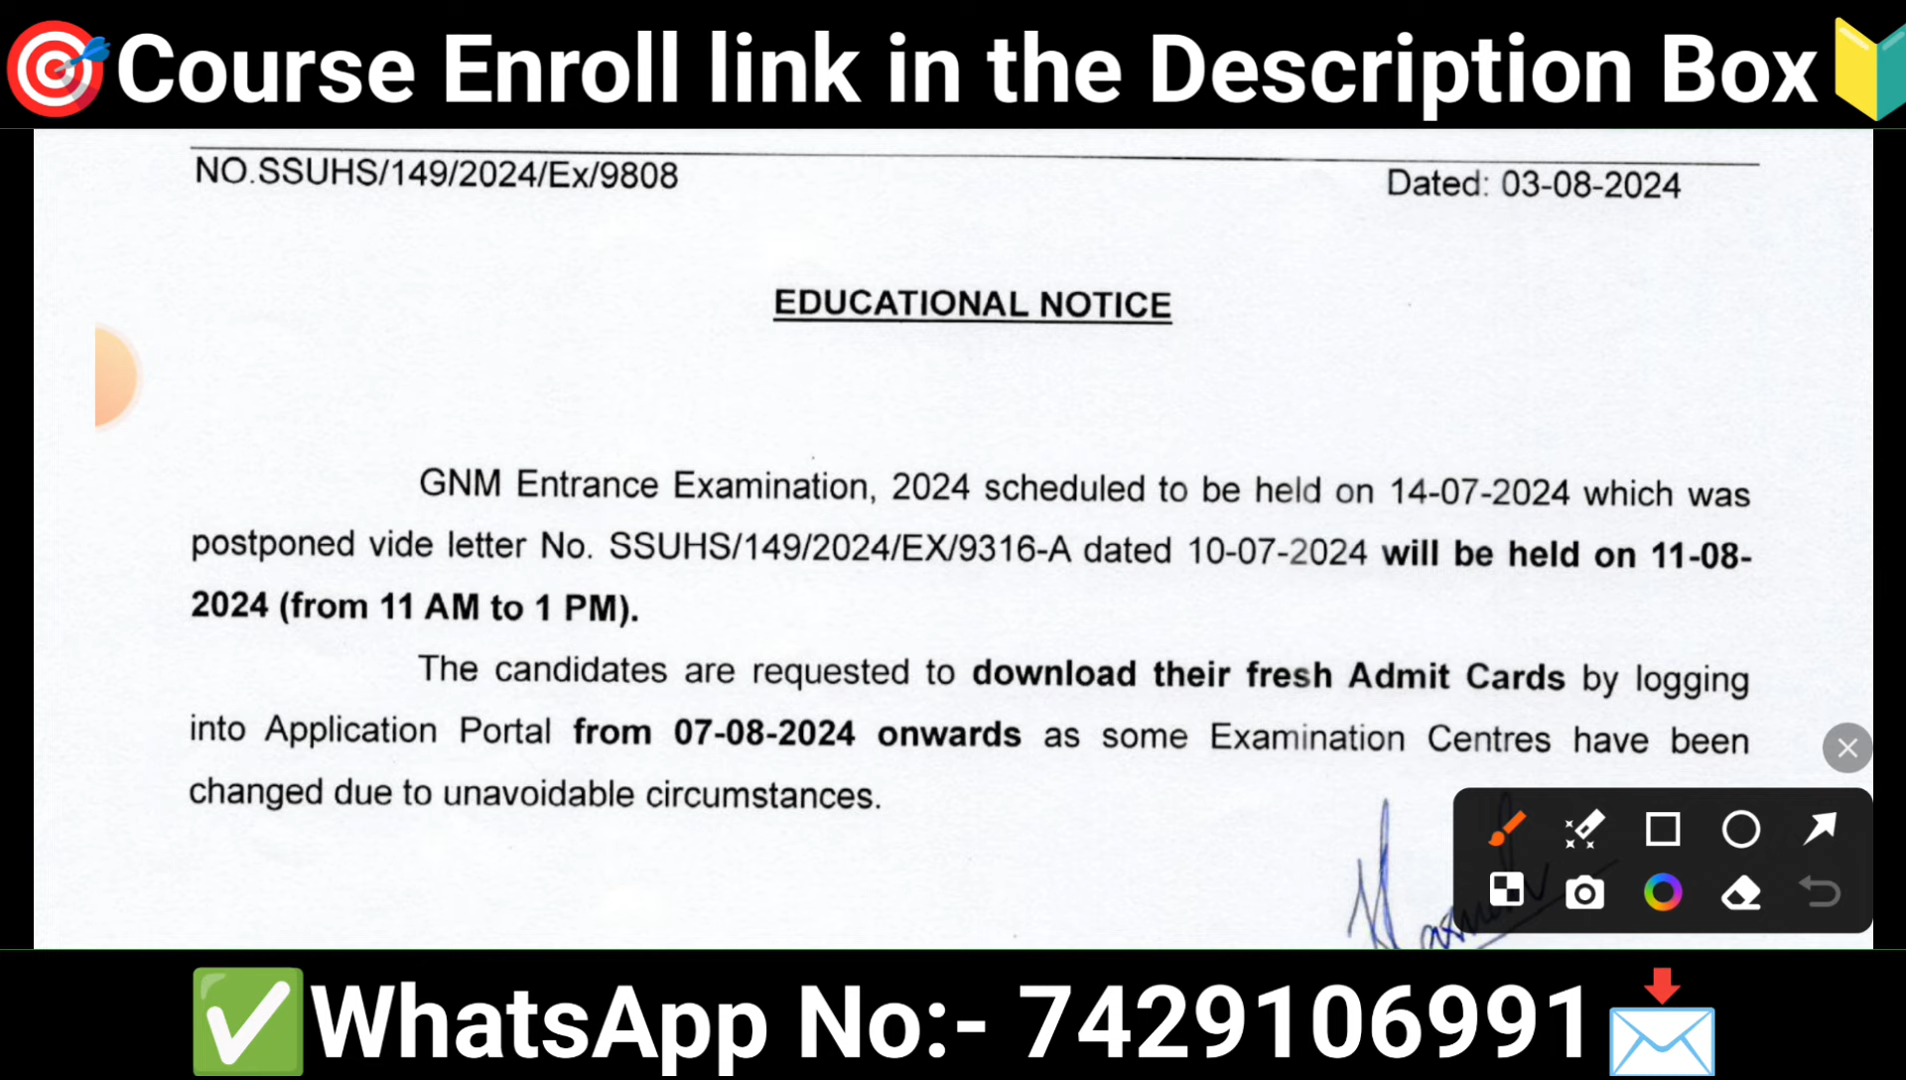 Course Enroll link in the Description Box
NO.SSUHS/149/2024/Ex/9808
Dated: 03-08-2024
EDUCATIONAL NOTICE
GNM Entrance Examination, 2024 scheduled to be held on 14-07-2024 which was
postponed vide letter No. SSUHS/149/2024/EX/9316-A dated 10-07-2024 will be held on 11-08-
2024 (from 11 AM to 1 PM).
The candidates are requested to download their fresh Admit Cards by logging
into Application Portal from 07-08-2024 onwards as some Examination Centres have been
changed due to unavoidable circumstances.
WhatsApp No:- 7429106991